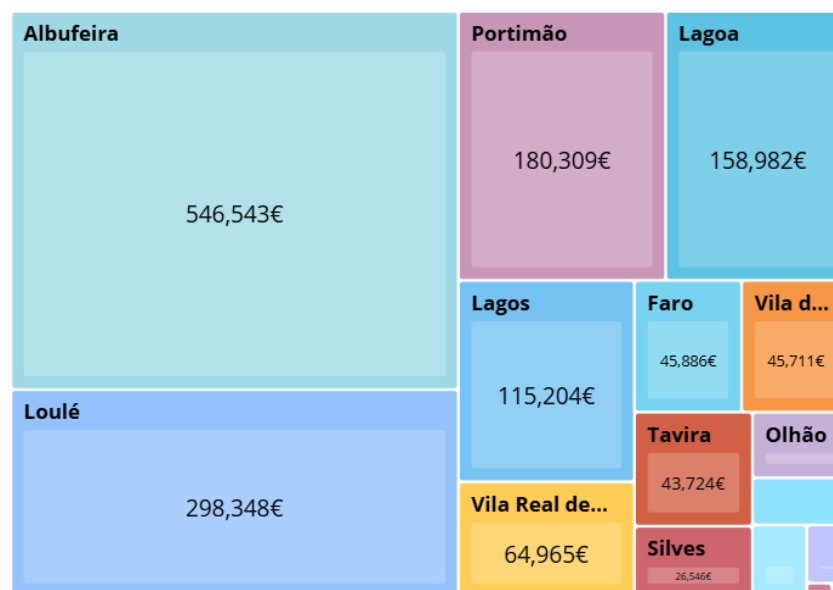 Albufeira
546,543€
Portimão
180,309€
Lagoa
158,982€
Loulé
298,348€
Lagos
115,204€
Faro
45,886€
Vila d...
45,711€
Vila Real de...
64,965€
Tavira
43,724€
Olhão
Silves
26,546€